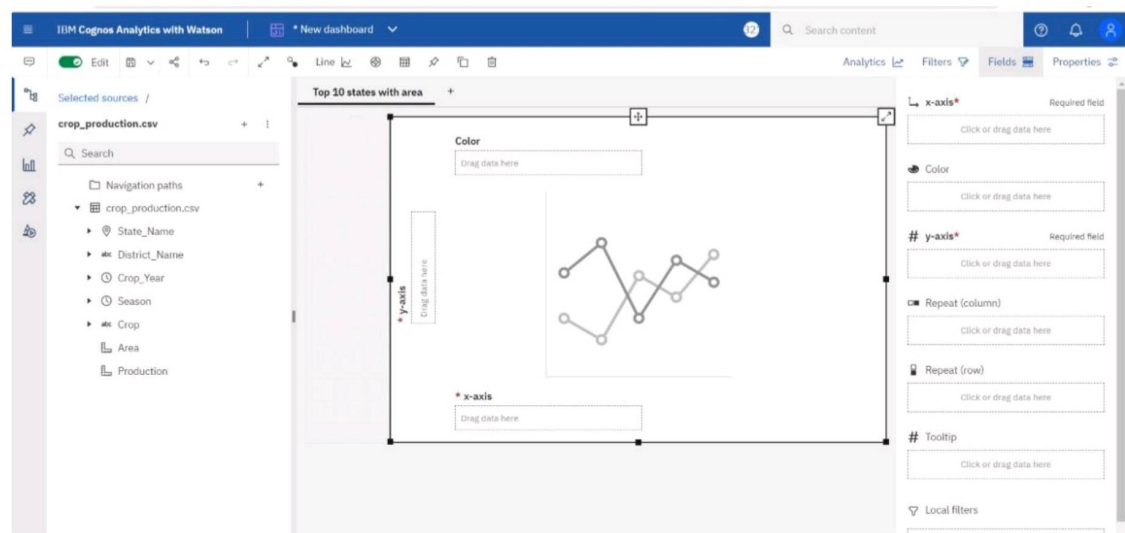 IBM Cognos Analytics with Watson
* New dashboard
12
Search content
Edit
Line
Analytics
Filters
Fields
Properties
Selected sources /
crop_production.csv
Search
Navigation paths
crop_production.csv
State_Name
abc District_Name
Crop_Year
Season
abc Crop
Area
Production
Top 10 states with area
Color
Drag data here
* y-axis
Drag data here
* x-axis
Drag data here
x-axis* Required field
Click or drag data here
Color
Click or drag data here
# y-axis* Required field
Click or drag data here
Repeat (column)
Click or drag data here
Repeat (row)
Click or drag data here
# Tooltip
Click or drag data here
Local filters